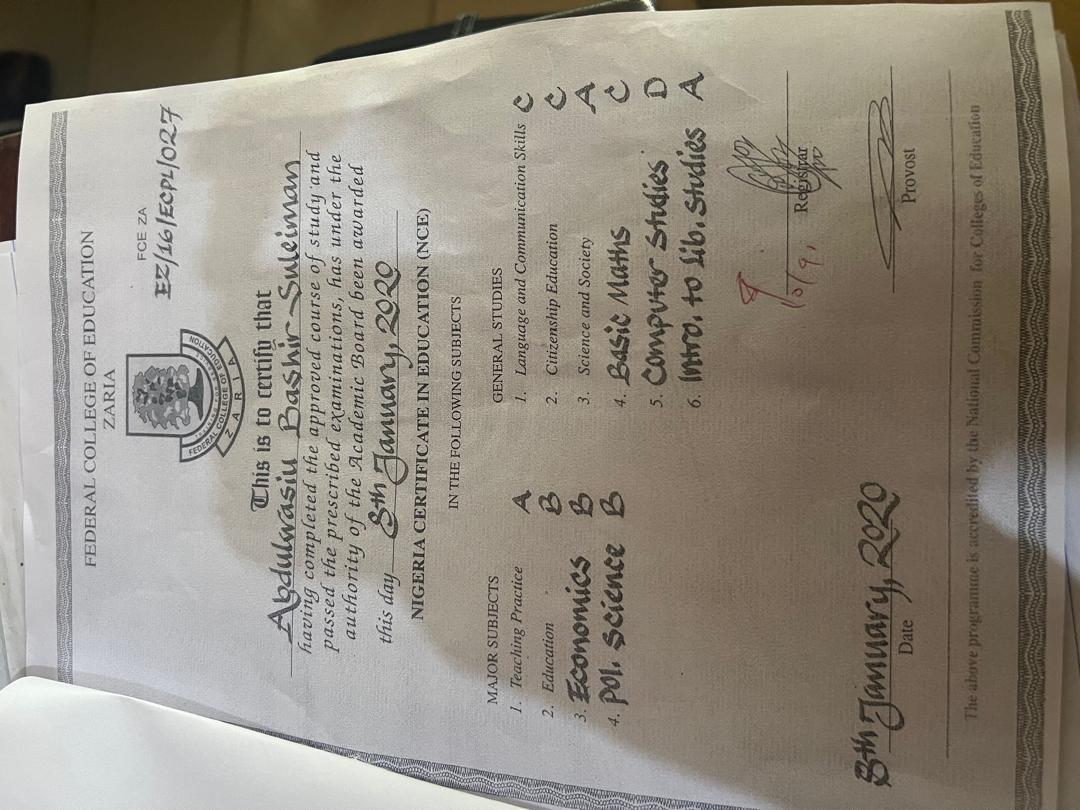 FEDERAL COLLEGE OF EDUCATION
ZARIA
FCE ZA
EZ/16/ECPL/027
FEDERAL COLLEGE OF EDUCATION
ZARIA
This is to certify that
Abdulwasiu Bashir Suleiman
having completed the approved course of study and
passed the prescribed examinations, has under the
authority of the Academic Board been awarded
this day 8th January, 2020
NIGERIA CERTIFICATE IN EDUCATION (NCE)
IN THE FOLLOWING SUBJECTS
MAJOR SUBJECTS
1. Teaching Practice A
2. Education B
3. Economics B
4. Pol. Science B
GENERAL STUDIES
1. Language and Communication Skills C
2. Citizenship Education C
3. Science and Society A
4. Basic Maths C
5. Computer Studies D
6. Intro. to Lib. Studies A
Registrar
8th January, 2020
Date
Provost
The above programme is accredited by the National Commission for Colleges of Education